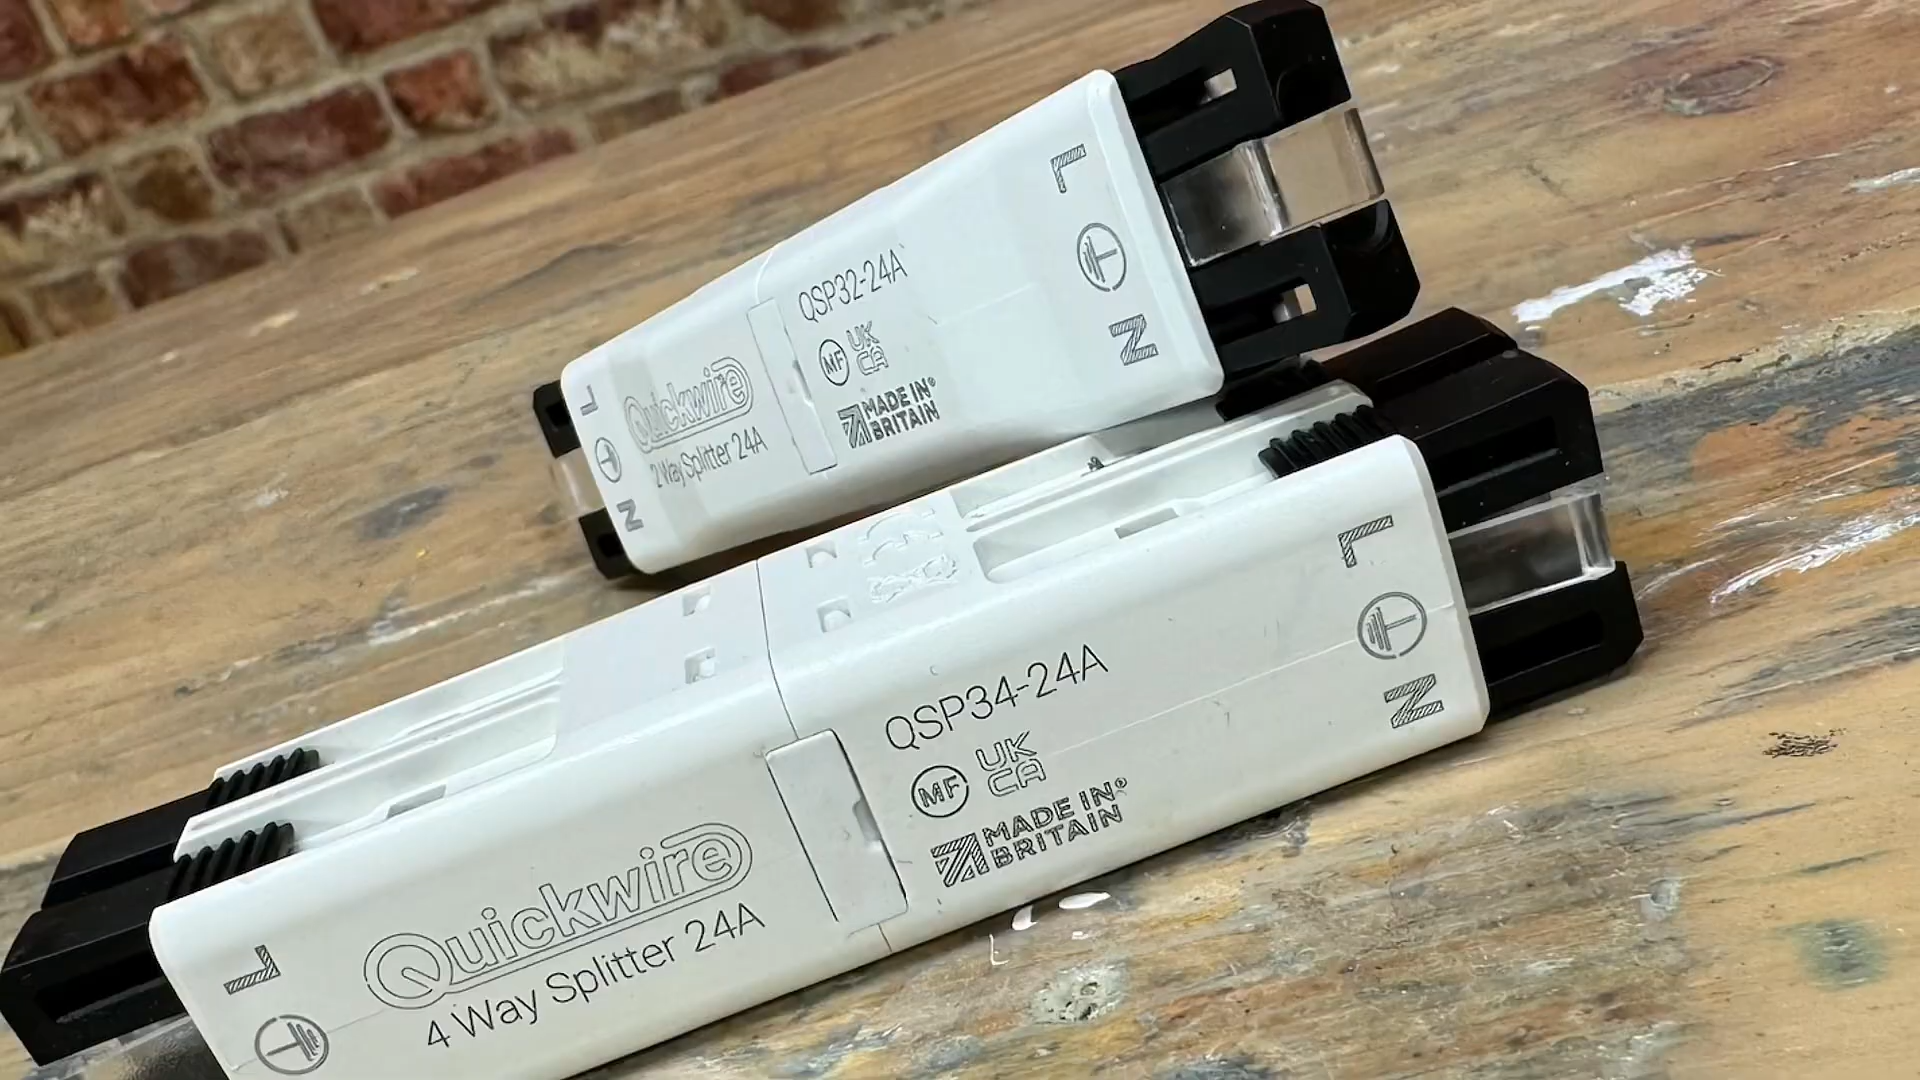 L
N
QSP32-24A
MF
UK
CA
MADE IN®
BRITAIN
L
Quickwire
2 Way Splitter 24A
N
L
N
QSP34-24A
MF
UK
CA
MADE IN®
BRITAIN
Quickwire
4 Way Splitter 24A
L